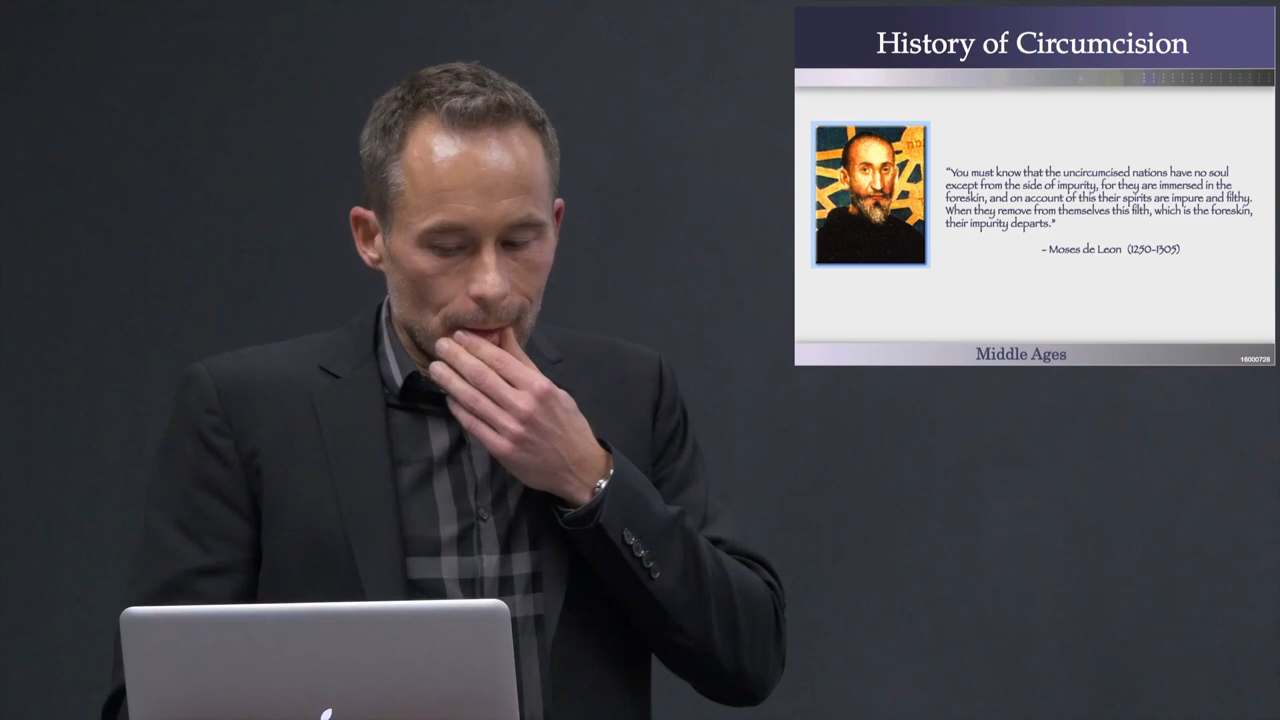 History of Circumcision
“You must know that the uncircumcised nations have no soul
except from the side of impurity, for they are immersed in the
foreskin, and on account of this their spirits are impure and filthy.
When they remove from themselves this filth, which is the foreskin,
their impurity departs.”
– Moses de Leon (1250-1305)
Middle Ages
16000728